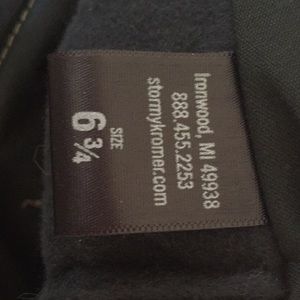 Ironwood, MI 49938
888.455.2253
stormykromer.com
SIZE
6 3/4